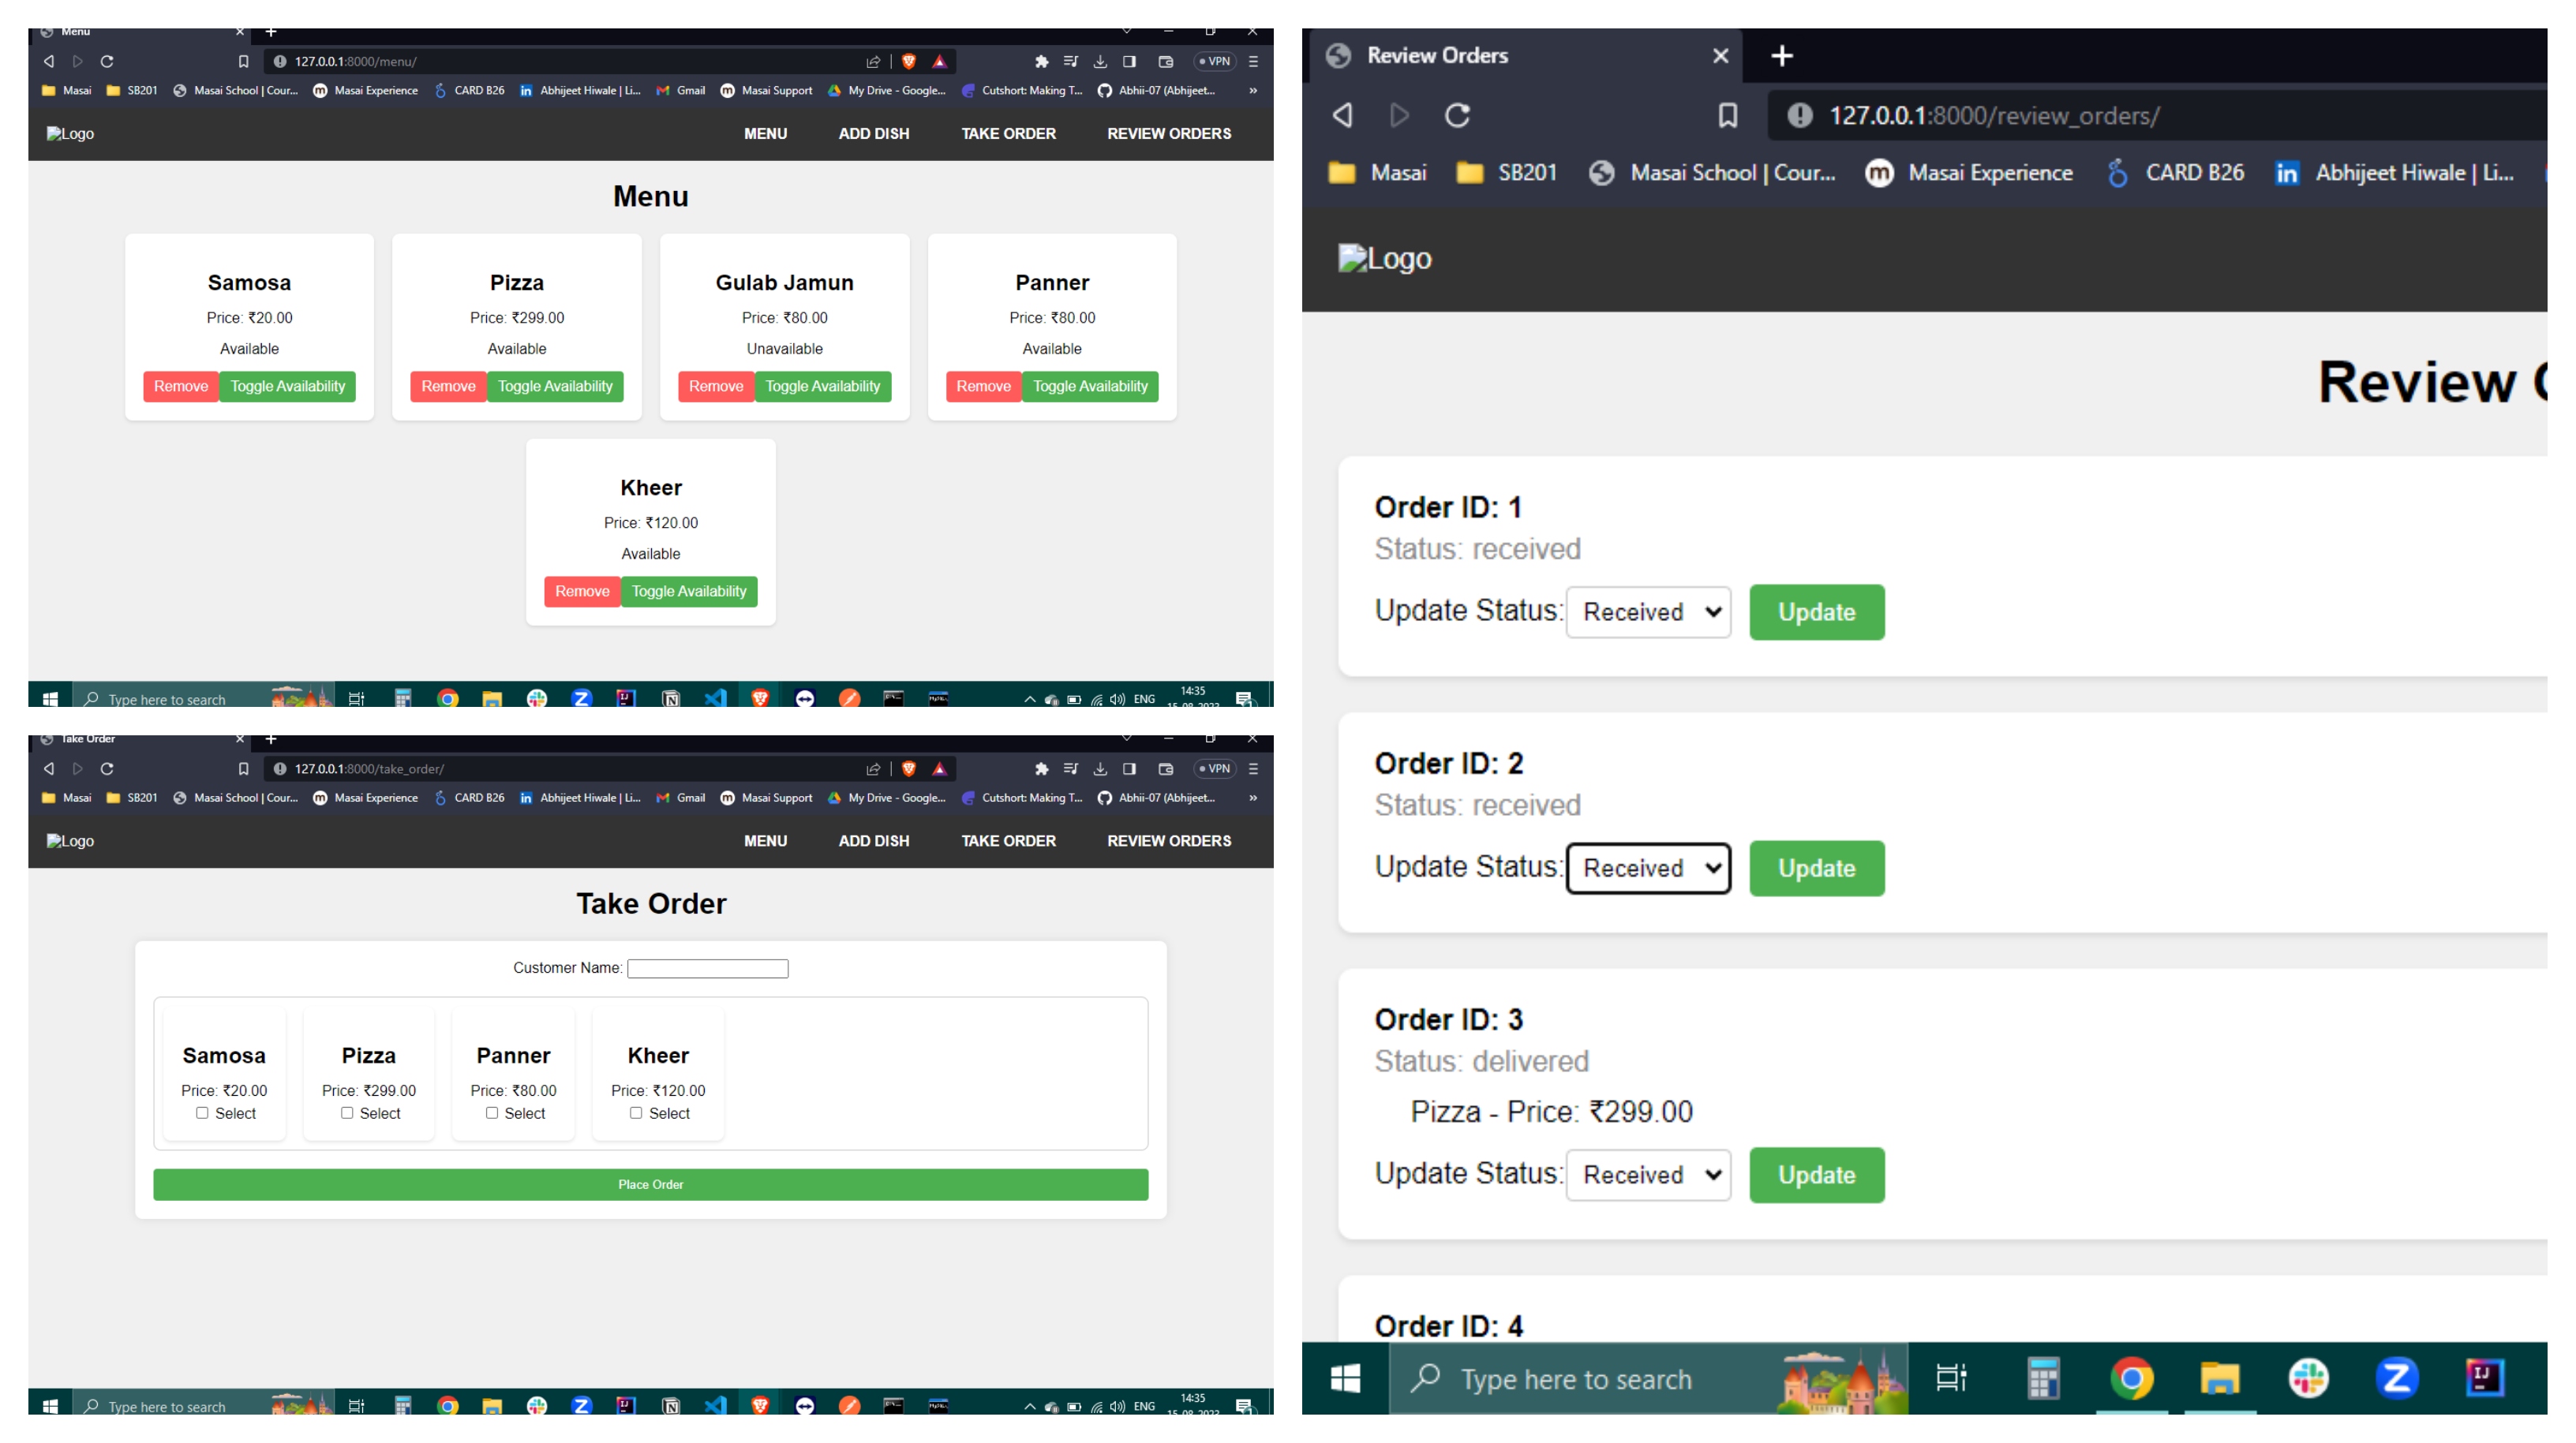 Menu
127.0.0.1:8000/menu/
VPN
Masai SB201 Masai School | Cour... Masai Experience CARD B26 Abhijeet Hiwale | Li... Gmail Masai Support My Drive - Google... Cutshort: Making T... Abhii-07 (Abhijeet... »
Logo MENU ADD DISH TAKE ORDER REVIEW ORDERS
Menu
Samosa Pizza Gulab Jamun Panner
Price: ₹20.00 Price: ₹299.00 Price: ₹80.00 Price: ₹80.00
Available Available Unavailable Available
Remove Toggle Availability Remove Toggle Availability Remove Toggle Availability Remove Toggle Availability
Kheer
Price: ₹120.00
Available
Remove Toggle Availability
Type here to search ENG 14:35
Take Order
127.0.0.1:8000/take_order/
VPN
Masai SB201 Masai School | Cour... Masai Experience CARD B26 Abhijeet Hiwale | Li... Gmail Masai Support My Drive - Google... Cutshort: Making T... Abhii-07 (Abhijeet... »
Logo MENU ADD DISH TAKE ORDER REVIEW ORDERS
Take Order
Customer Name:
Samosa Pizza Panner Kheer
Price: ₹20.00 Price: ₹299.00 Price: ₹80.00 Price: ₹120.00
Select Select Select Select
Place Order
Type here to search ENG 14:35
Review Orders
127.0.0.1:8000/review_orders/
Masai SB201 Masai School | Cour... Masai Experience CARD B26 Abhijeet Hiwale | Li...
Logo
Review
Order ID: 1
Status: received
Update Status: Received Update
Order ID: 2
Status: received
Update Status: Received Update
Order ID: 3
Status: delivered
Pizza - Price: ₹299.00
Update Status: Received Update
Order ID: 4
Type here to search